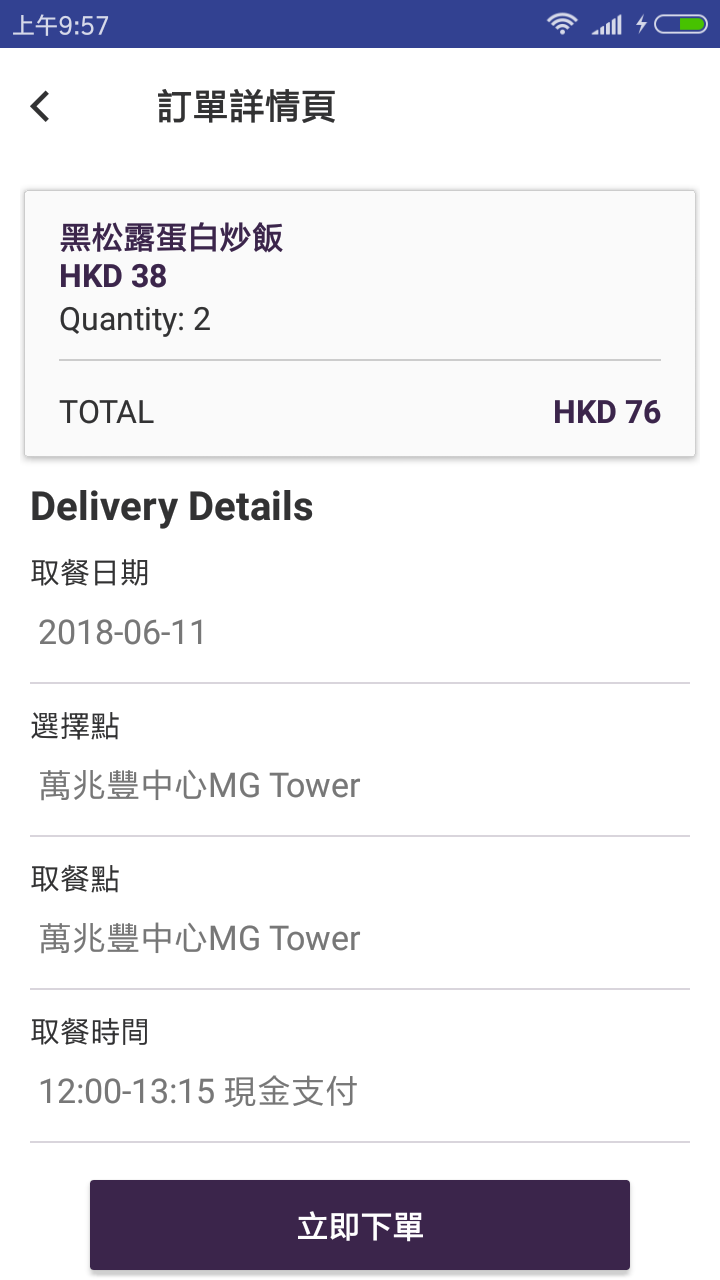 上午9:57
訂單詳情頁
黑松露蛋白炒飯
HKD 38
Quantity: 2
TOTAL HKD 76
Delivery Details
取餐日期
2018-06-11
選擇點
萬兆豐中心MG Tower
取餐點
萬兆豐中心MG Tower
取餐時間
12:00-13:15 現金支付
立即下單